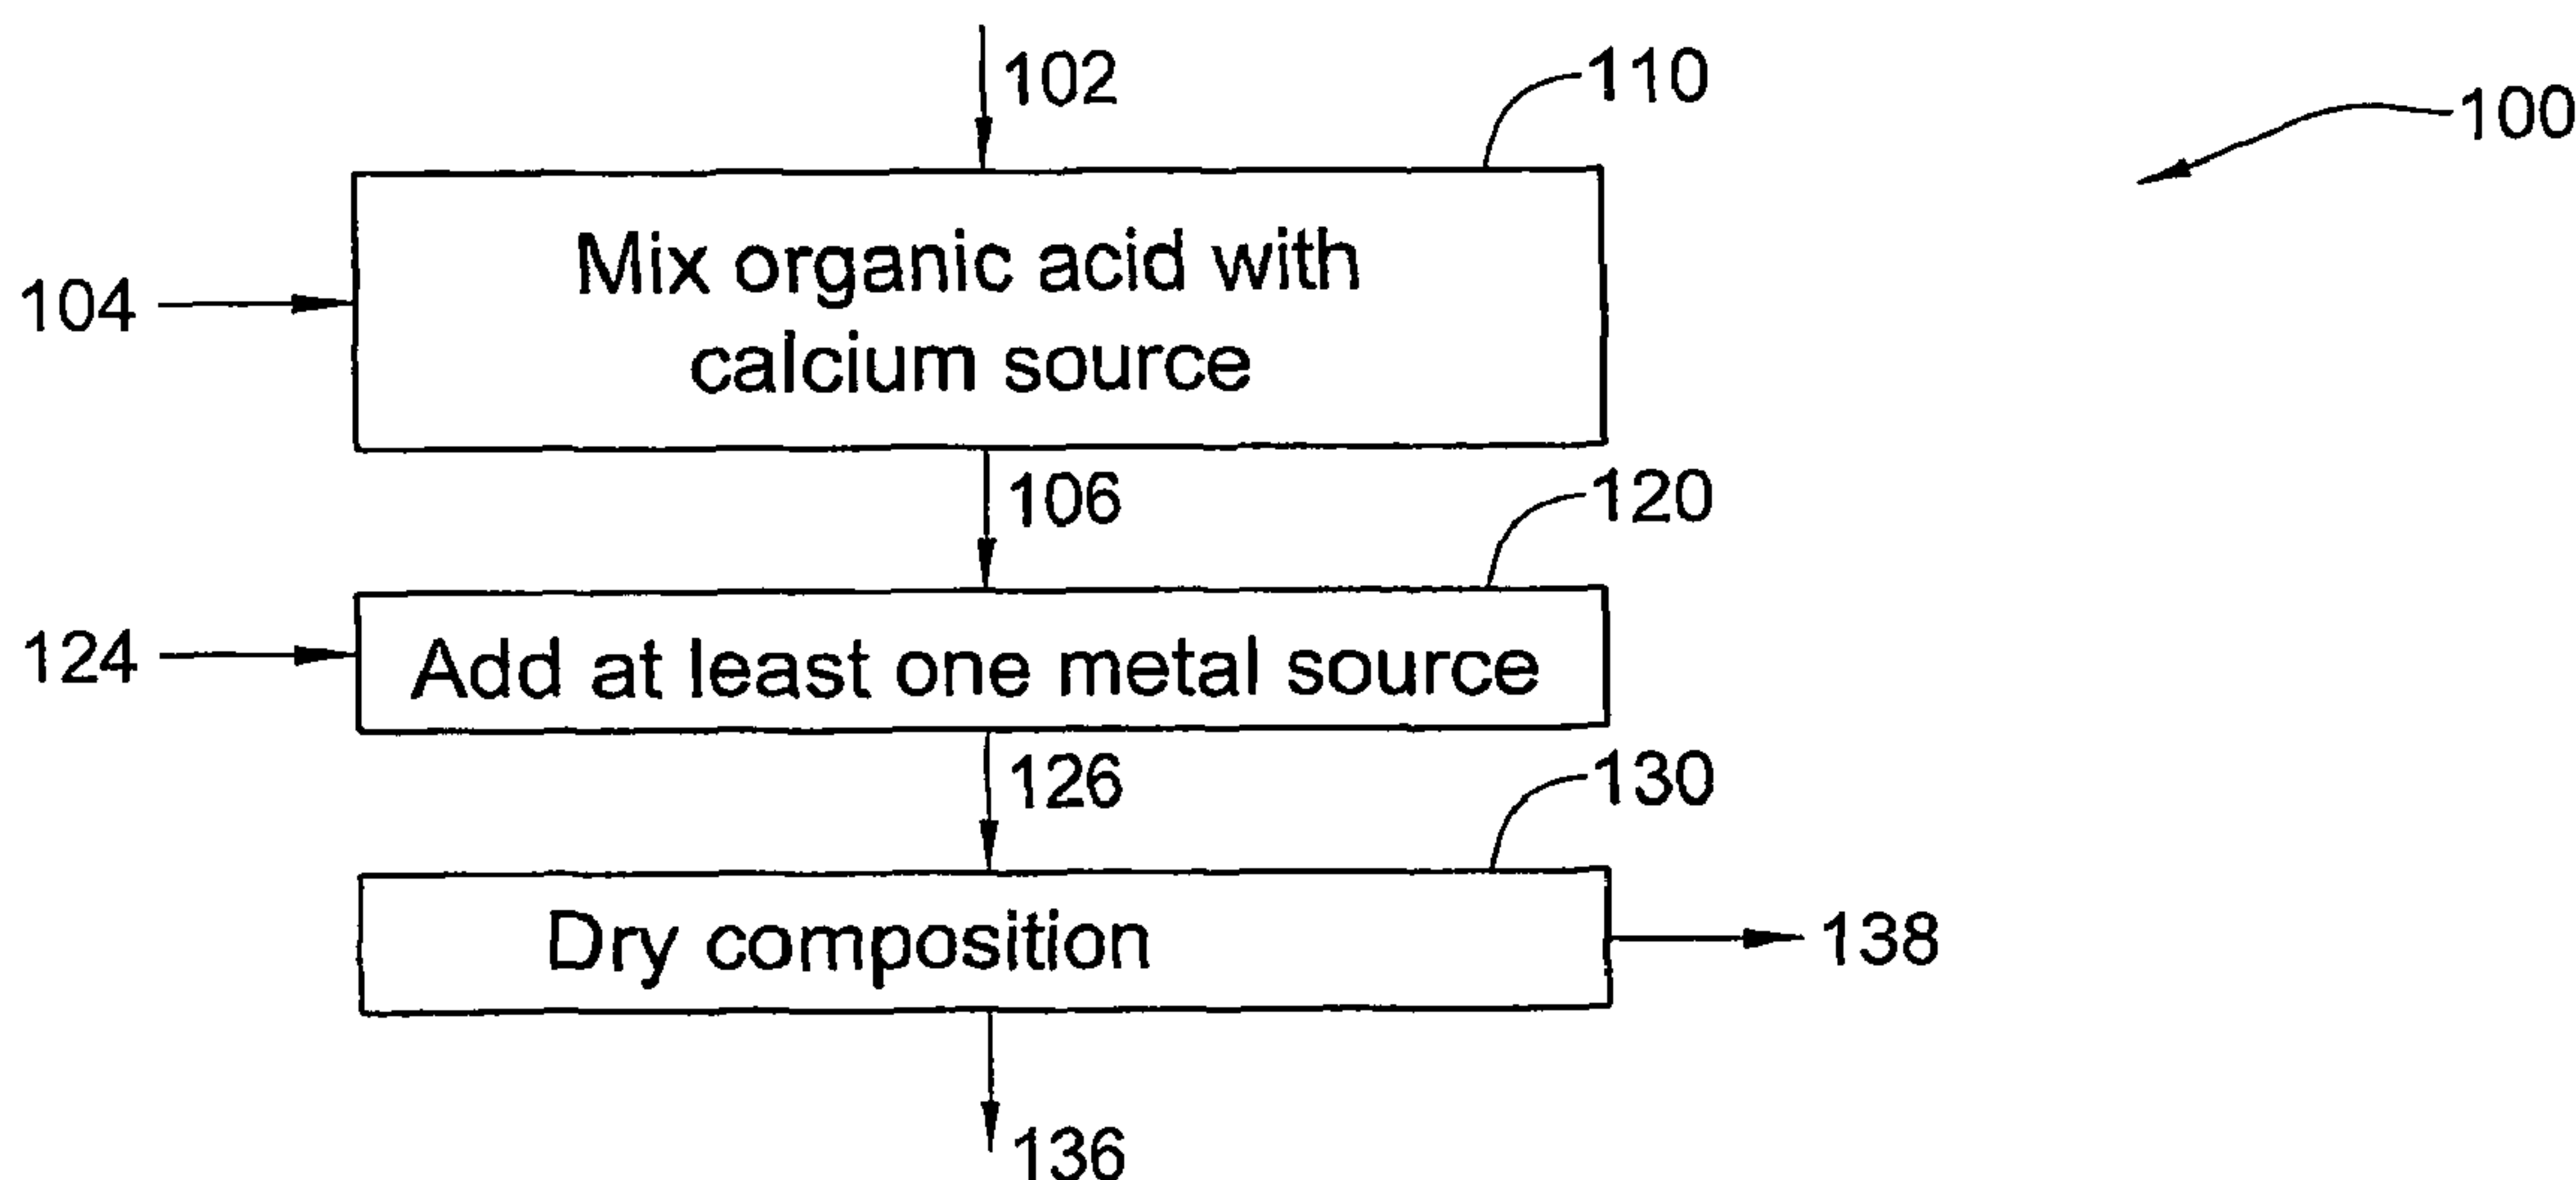 102
110
100
104
Mix organic acid with
calcium source
106
120
124
Add at least one metal source
126
130
Dry composition
138
136